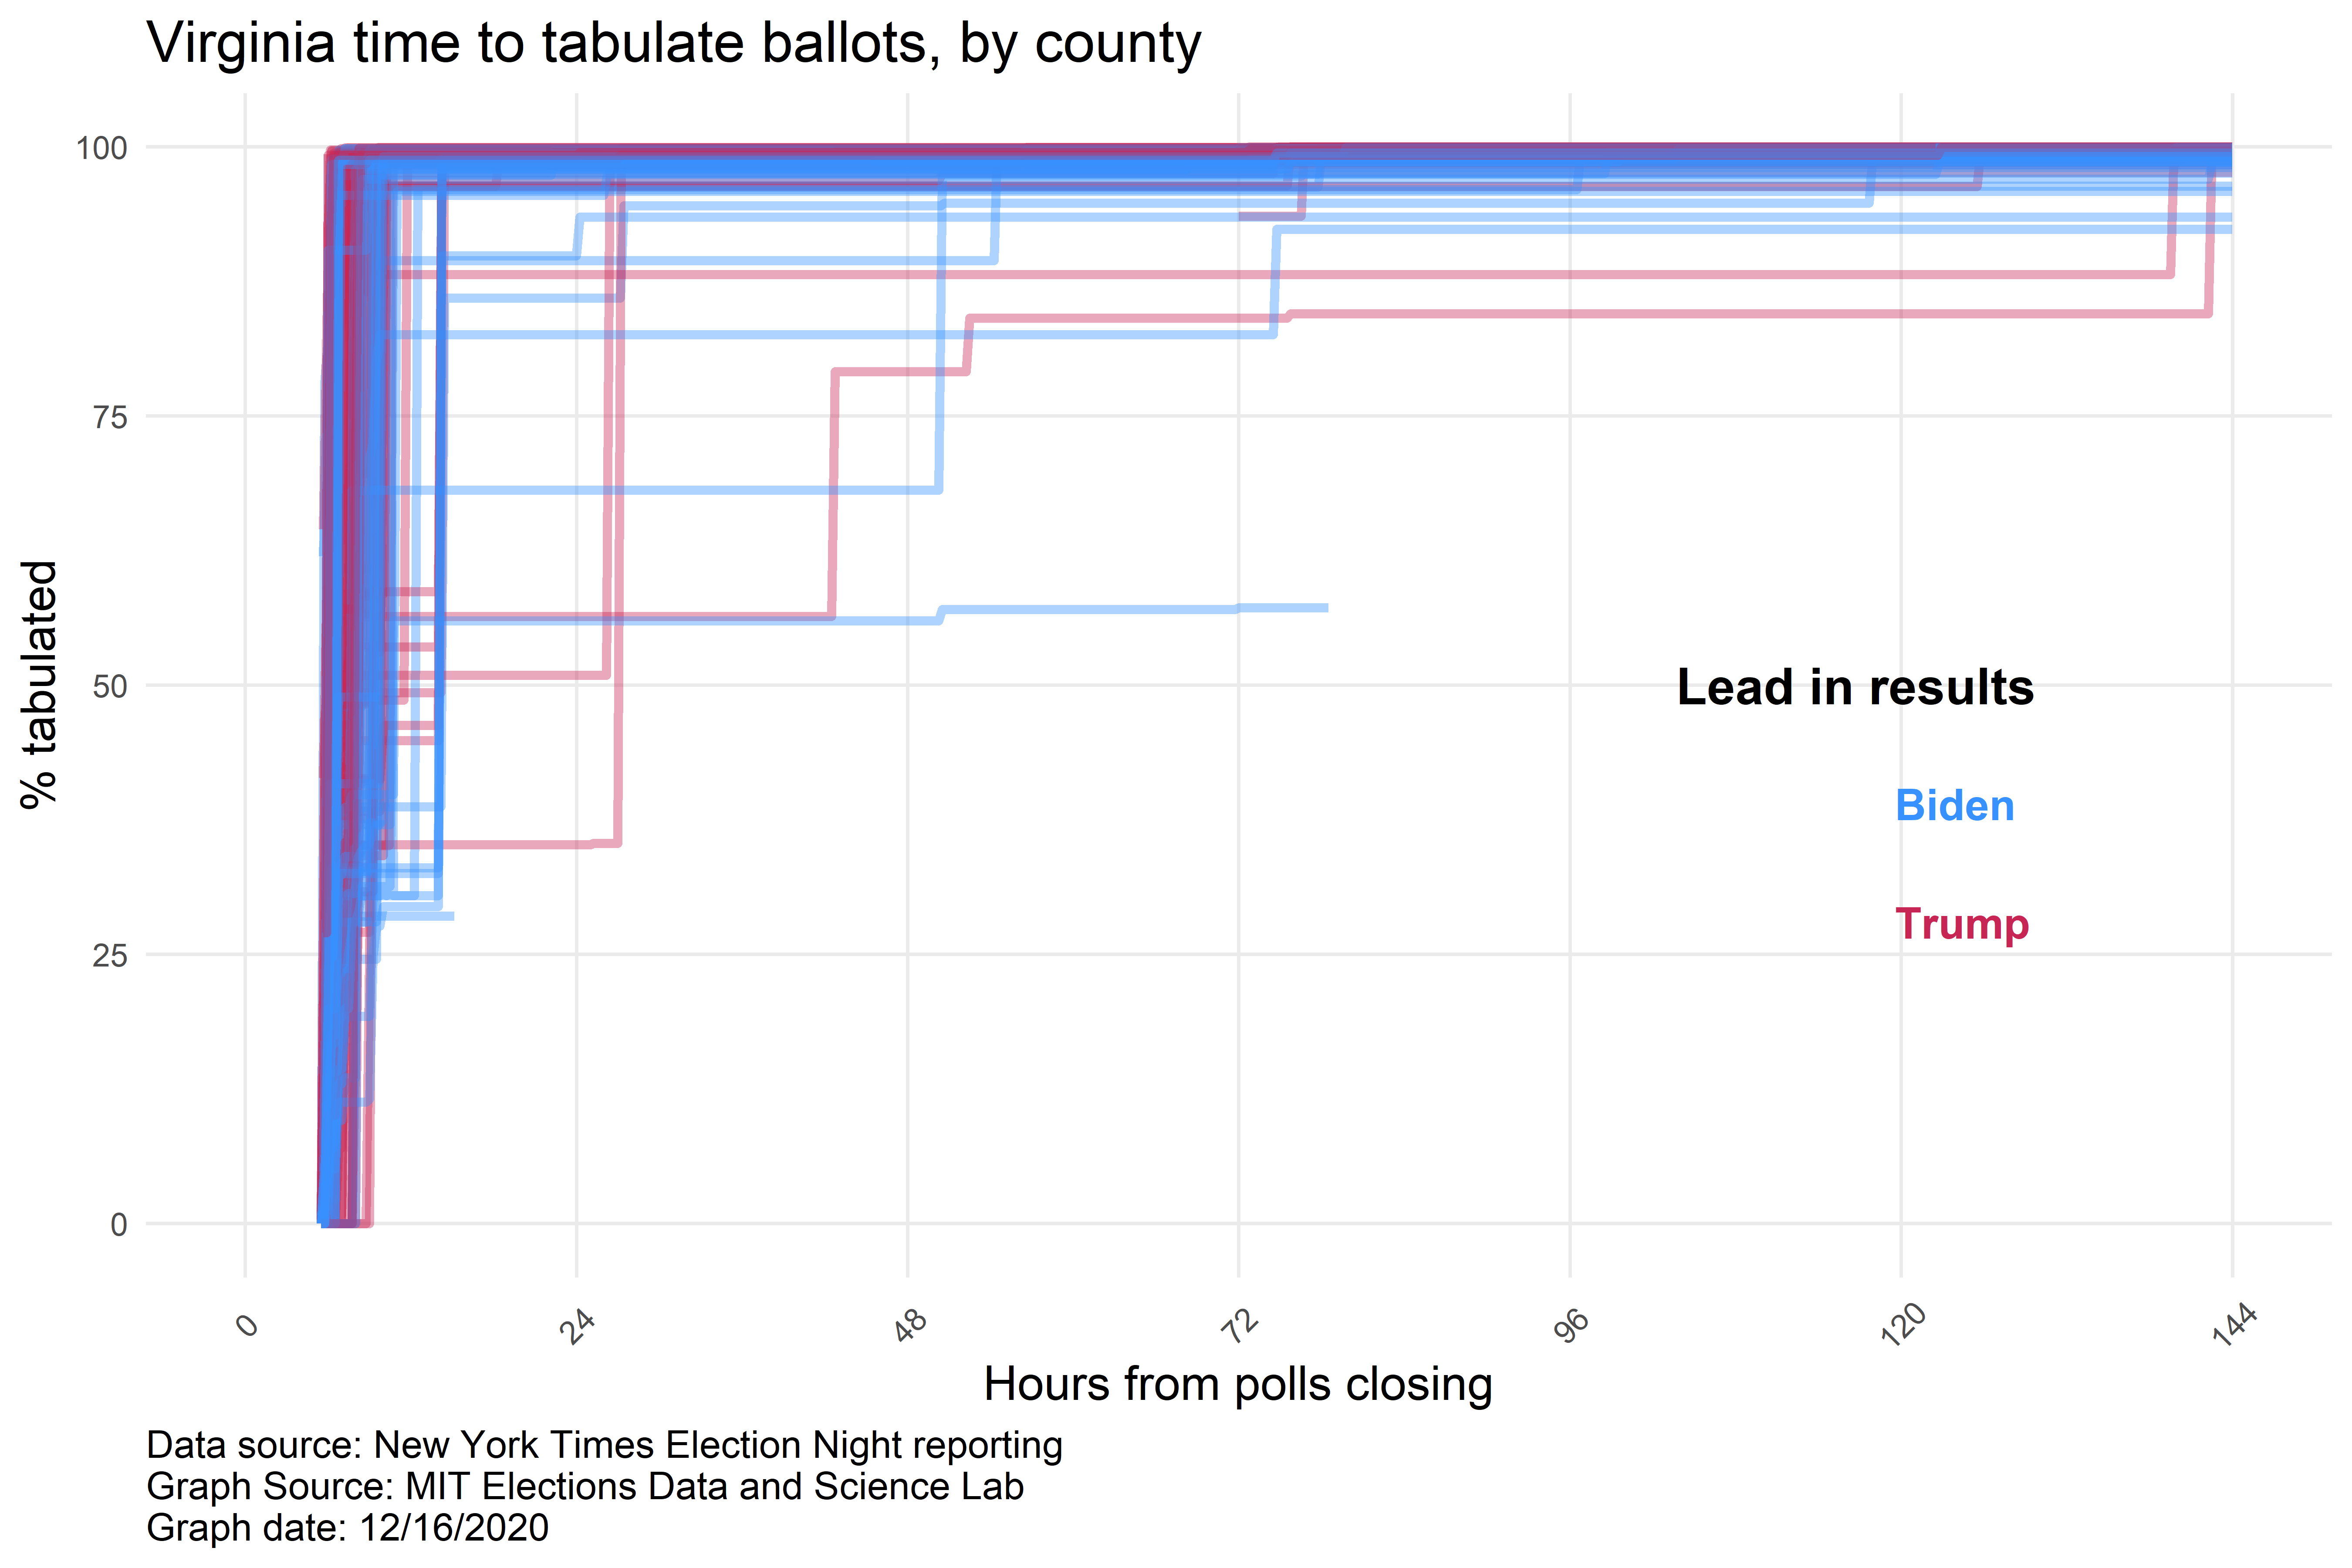 Virginia time to tabulate ballots, by county
100
75
50
25
0
% tabulated
Lead in results
Biden
Trump
0
24
48
72
96
120
144
Hours from polls closing
Data source: New York Times Election Night reporting
Graph Source: MIT Elections Data and Science Lab
Graph date: 12/16/2020